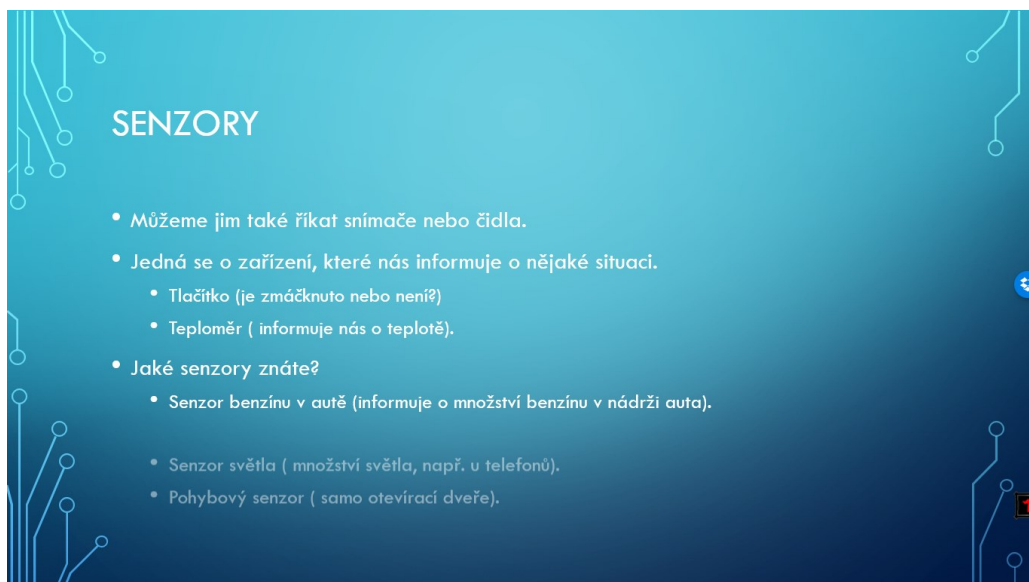 SENZORY
• Můžeme jim také říkat snímače nebo čidla.
• Jedná se o zařízení, které nás informuje o nějaké situaci.
• Tlačítko (je zmáčknuto nebo není?)
• Teploměr ( informuje nás o teplotě).
• Jaké senzory znáte?
• Senzor benzínu v autě (informuje o množství benzínu v nádrži auta).
• Senzor světla ( množství světla, např. u telefonů).
• Pohybový senzor ( samo otevírací dveře).